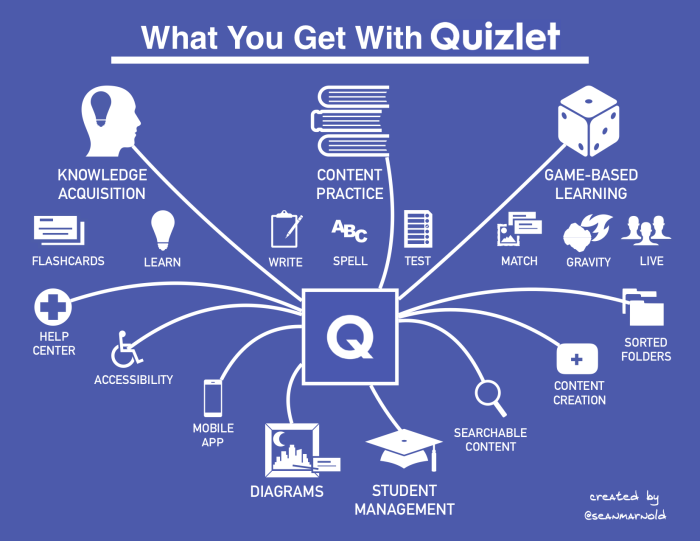 What You Get With Quizlet
KNOWLEDGE
ACQUISITION
CONTENT
PRACTICE
GAME-BASED
LEARNING
FLASHCARDS
LEARN
WRITE
ABC
SPELL
TEST
MATCH
GRAVITY
LIVE
HELP
CENTER
ACCESSIBILITY
MOBILE
APP
Q
DIAGRAMS
STUDENT
MANAGEMENT
SEARCHABLE
CONTENT
CONTENT
CREATION
SORTED
FOLDERS
created by
@seanmarnold